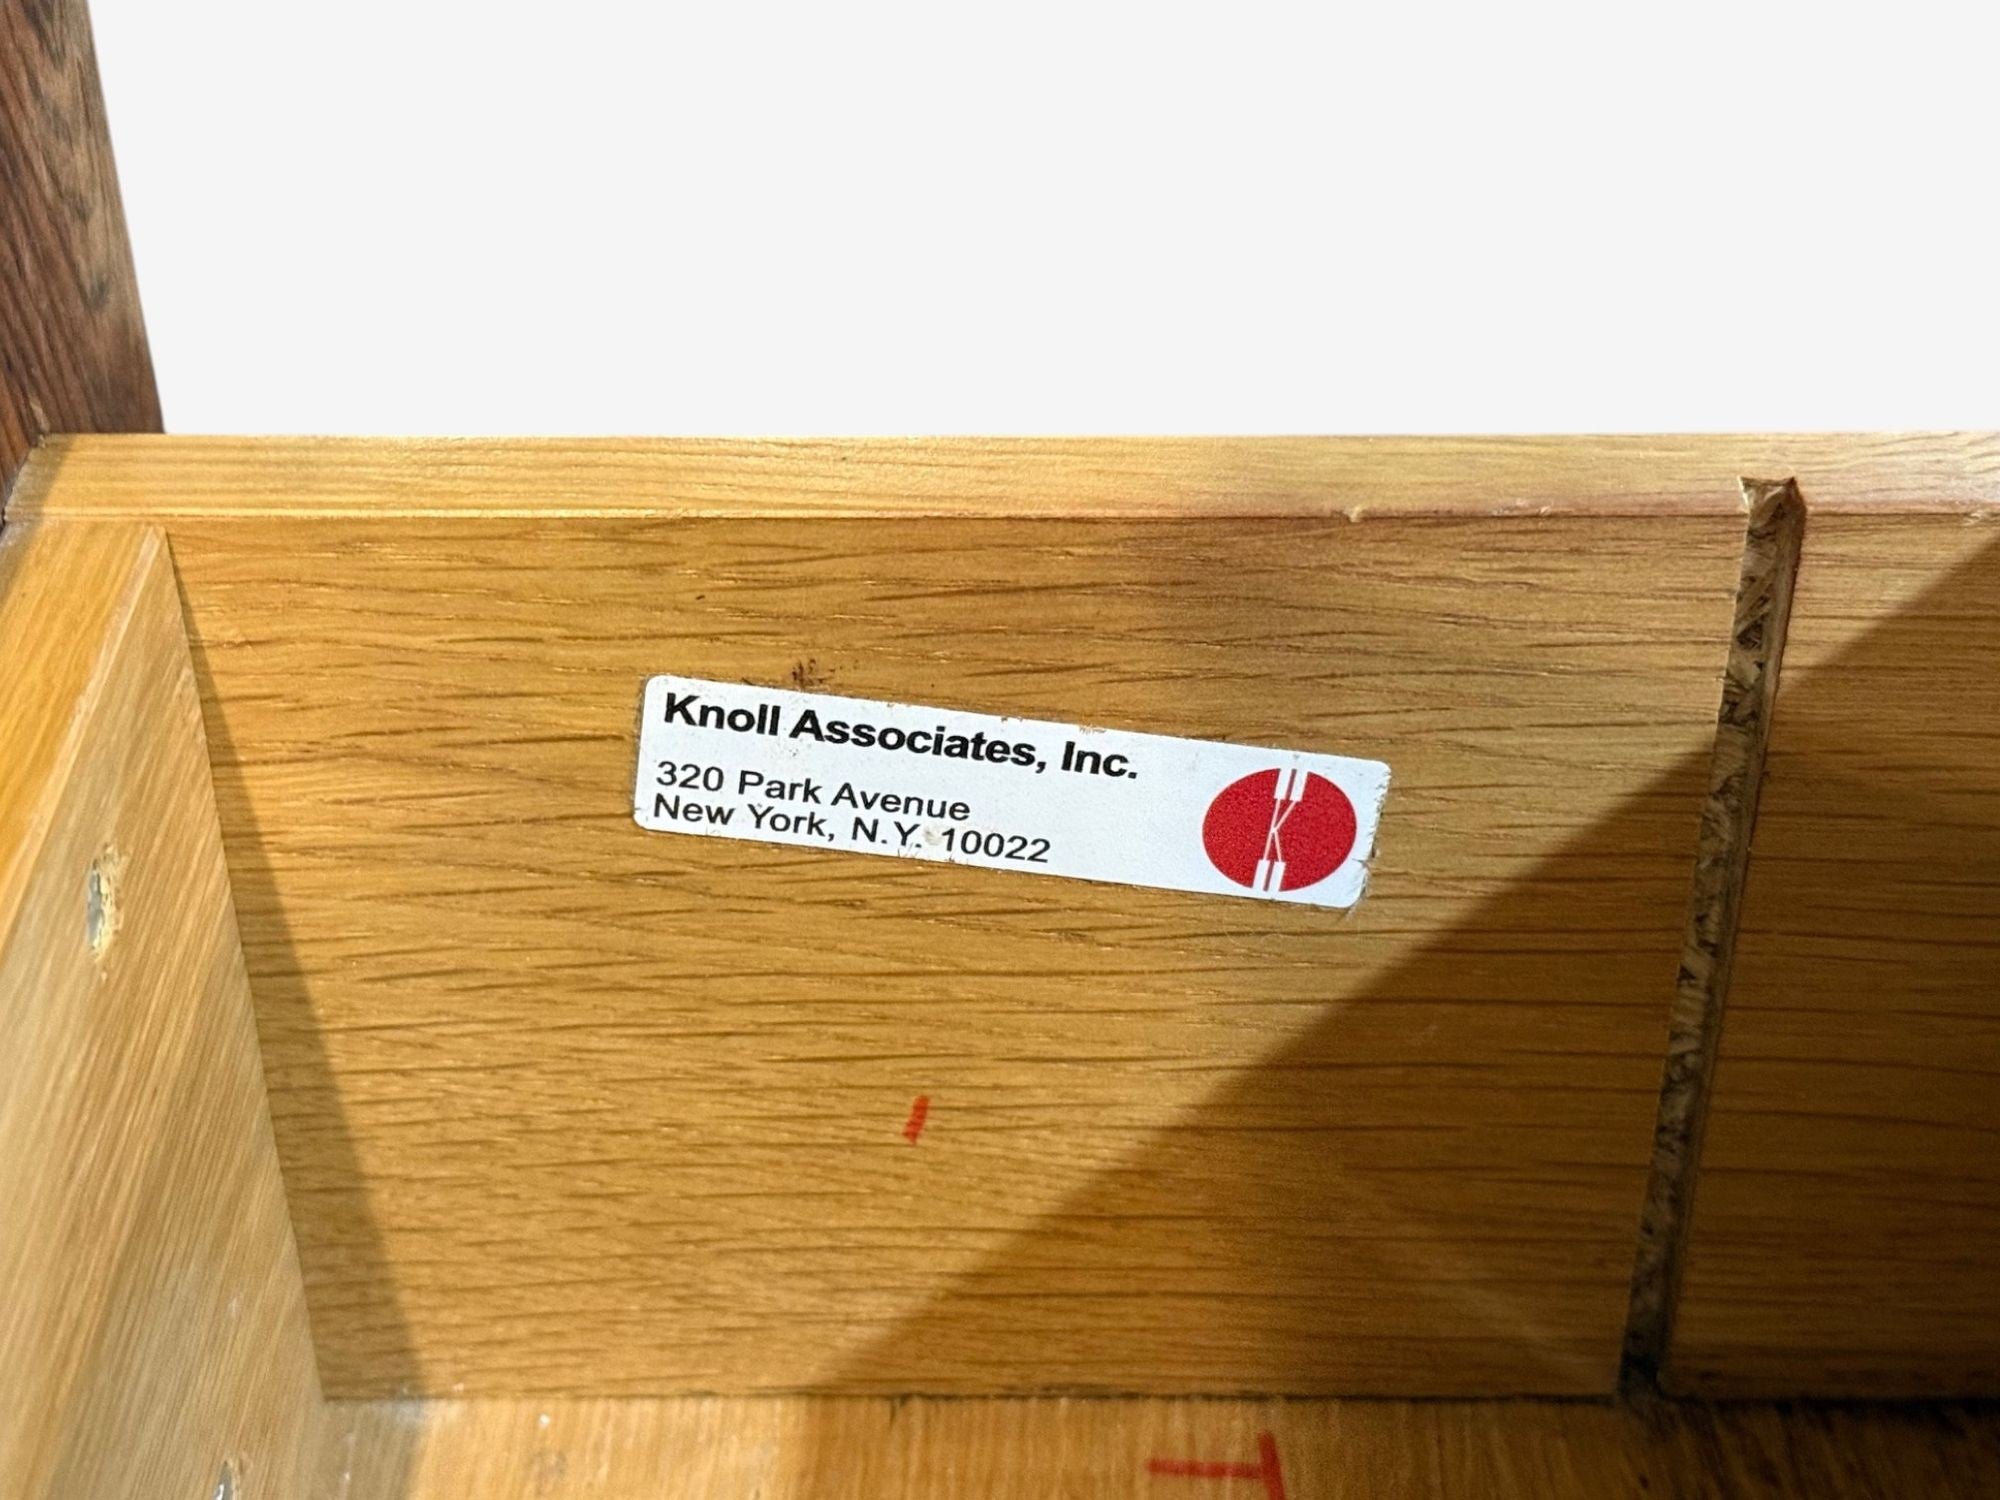 Knoll Associates, Inc.
320 Park Avenue
New York, N.Y. 10022
K